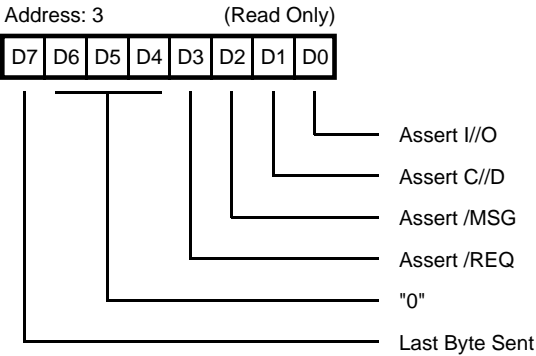 Address: 3 (Read Only)
D7 D6 D5 D4 D3 D2 D1 D0
Assert I//O
Assert C//D
Assert /MSG
Assert /REQ
"0"
Last Byte Sent